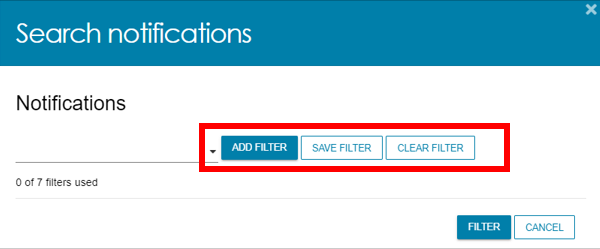 Search notifications
Notifications
ADD FILTER SAVE FILTER CLEAR FILTER
0 of 7 filters used
FILTER CANCEL